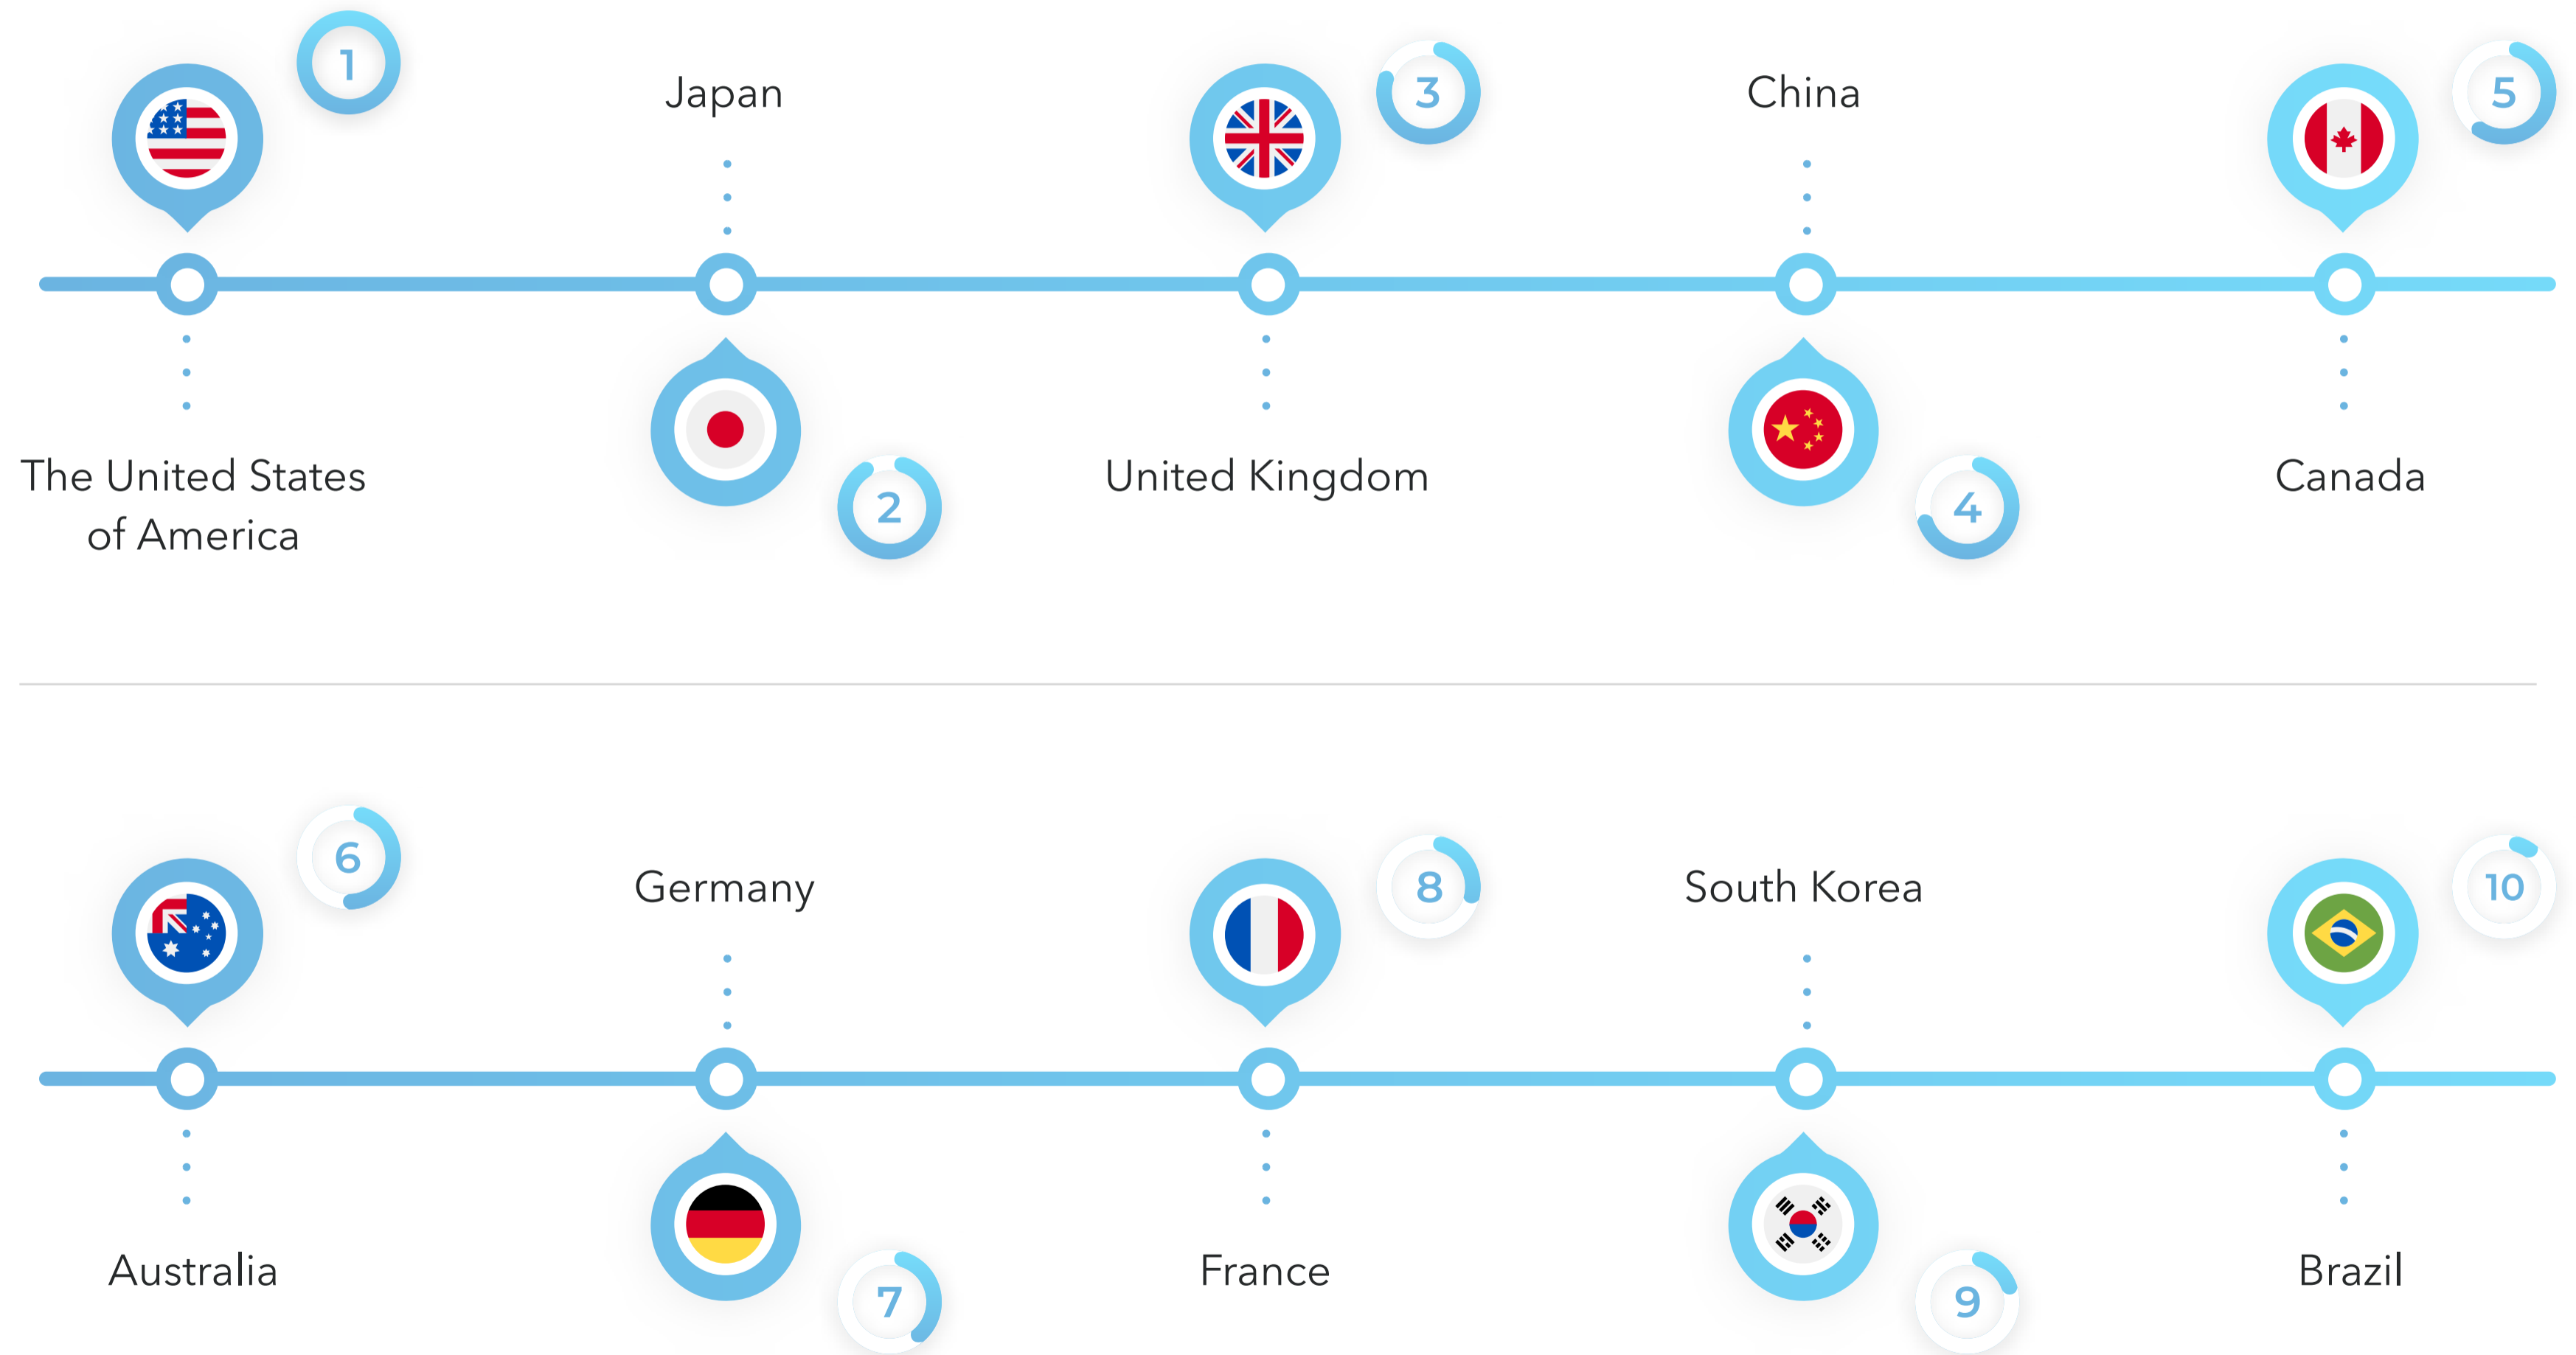 1
Japan
3
China
5
The United States
of America
2
United Kingdom
4
Canada
6
Germany
8
South Korea
10
Australia
7
France
9
Brazil